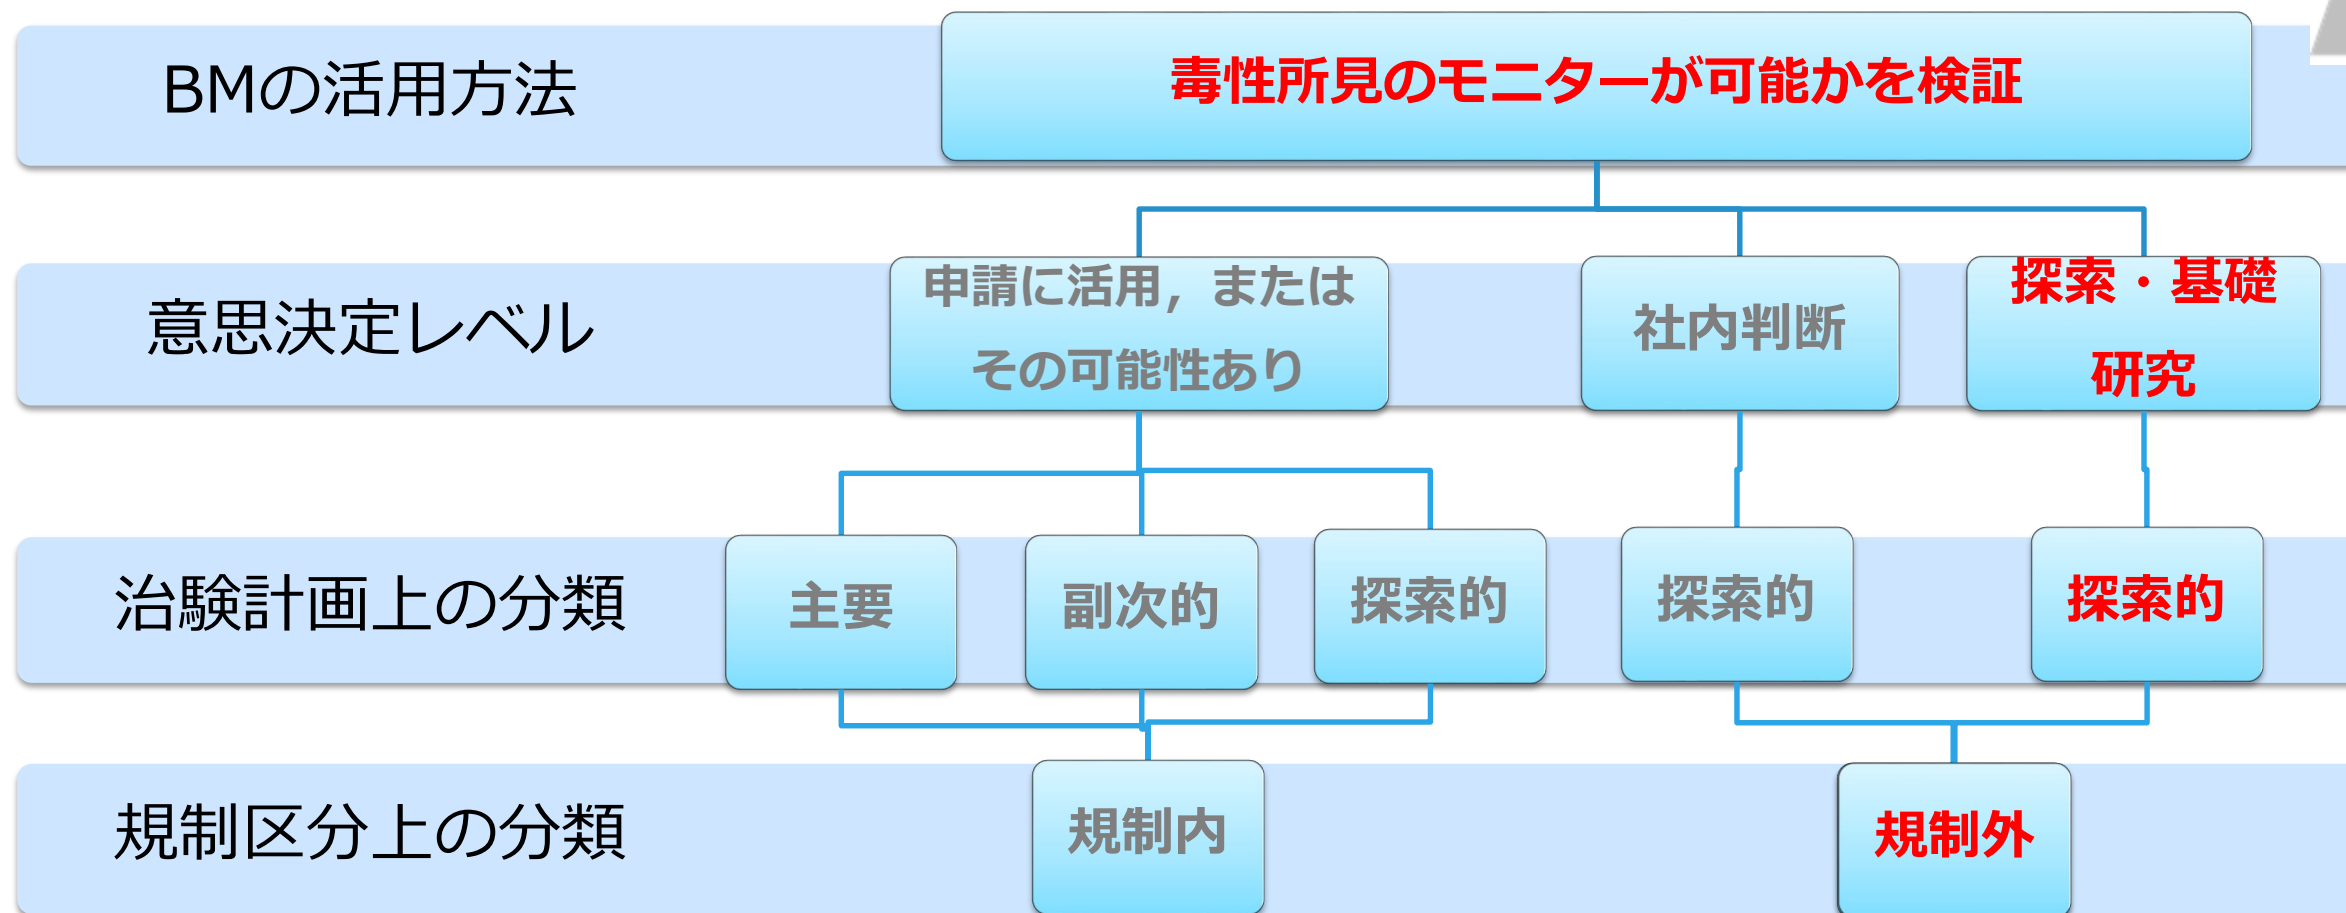 BMの活用方法
毒性所見のモニターが可能かを検証
意思決定レベル
申請に活用，または
その可能性あり
社内判断
探索・基礎
研究
治験計画上の分類
主要
副次的
探索的
探索的
探索的
規制区分上の分類
規制内
規制外